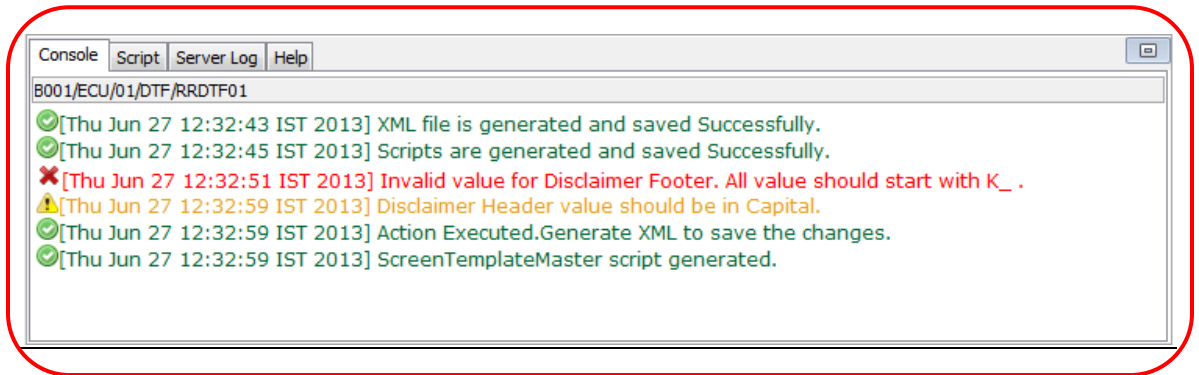 Console Script Server Log Help
B001/ECU/01/DTF/RRDTF01
[Thu Jun 27 12:32:43 IST 2013] XML file is generated and saved Successfully.
[Thu Jun 27 12:32:45 IST 2013] Scripts are generated and saved Successfully.
[Thu Jun 27 12:32:51 IST 2013] Invalid value for Disclaimer Footer. All value should start with K_ .
[Thu Jun 27 12:32:59 IST 2013] Disclaimer Header value should be in Capital.
[Thu Jun 27 12:32:59 IST 2013] Action Executed.Generate XML to save the changes.
[Thu Jun 27 12:32:59 IST 2013] ScreenTemplateMaster script generated.